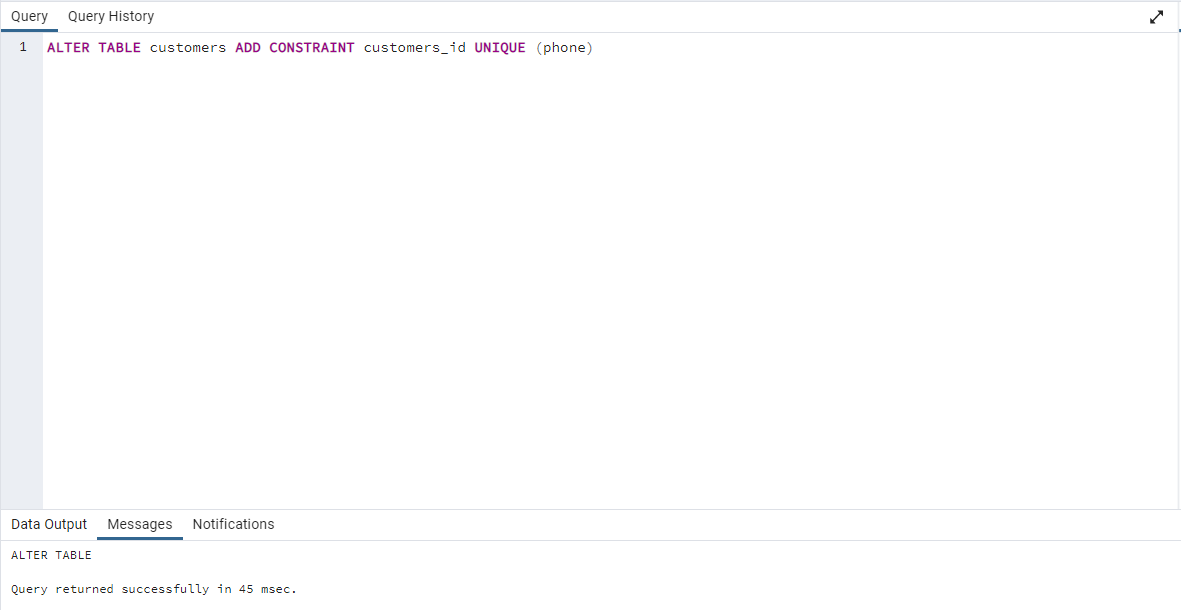 Query Query History
1 ALTER TABLE customers ADD CONSTRAINT customers_id UNIQUE (phone)
Data Output Messages Notifications
ALTER TABLE
Query returned successfully in 45 msec.